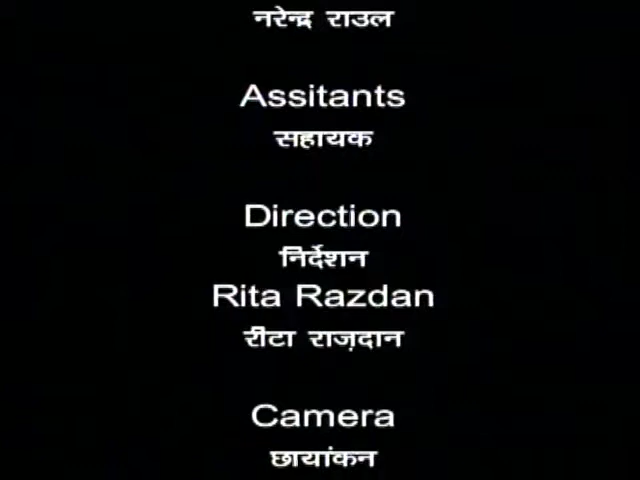 नरेन्द्र राउल
Assitants
सहायक
Direction
निर्देशन
Rita Razdan
रीटा राज़दान
Camera
छायांकन